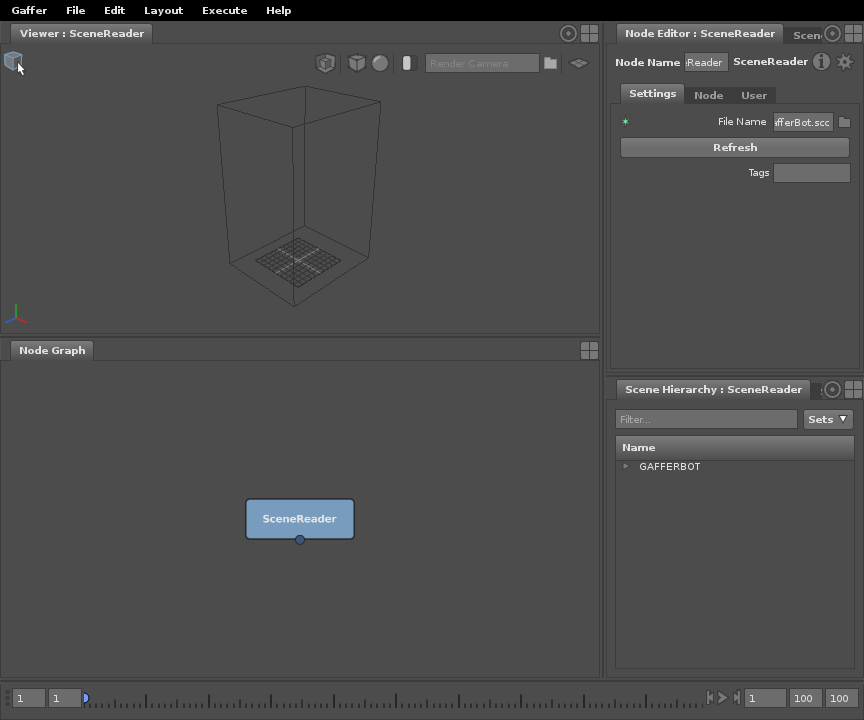 Gaffer File Edit Layout Execute Help
Viewer : SceneReader
Render Camera
Node Graph
SceneReader
Node Editor : SceneReader
Node Name :Reader SceneReader
Settings Node User
File Name afferBot.scc
Refresh
Tags
Scene Hierarchy : SceneReader
Filter...
Sets
Name
GAFFERBOT
1 1 1 100 100